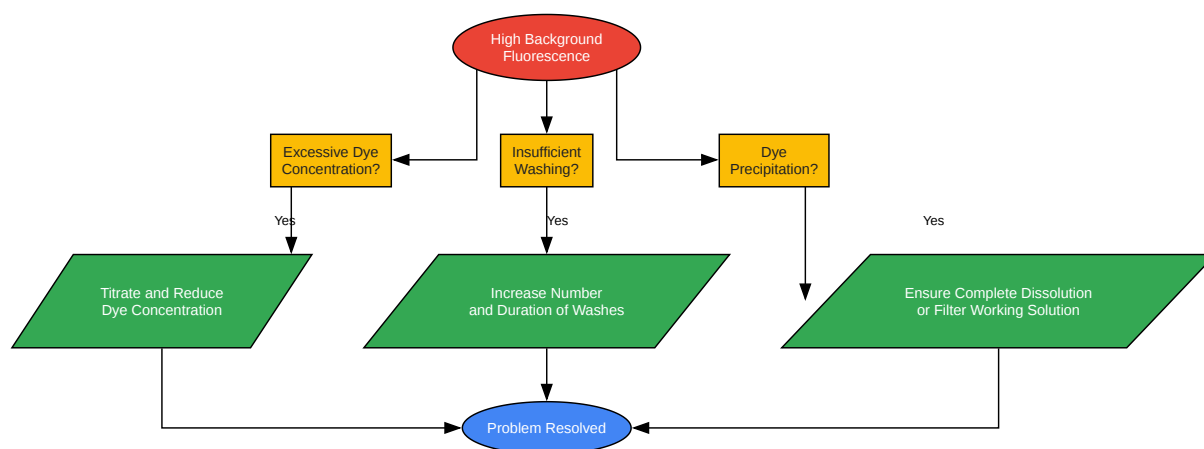 High Background
Fluorescence
Excessive Dye
Concentration?
Insufficient
Washing?
Dye
Precipitation?
Yes
Yes
Yes
Titrate and Reduce
Dye Concentration
Increase Number
and Duration of Washes
Ensure Complete Dissolution
or Filter Working Solution
Problem Resolved